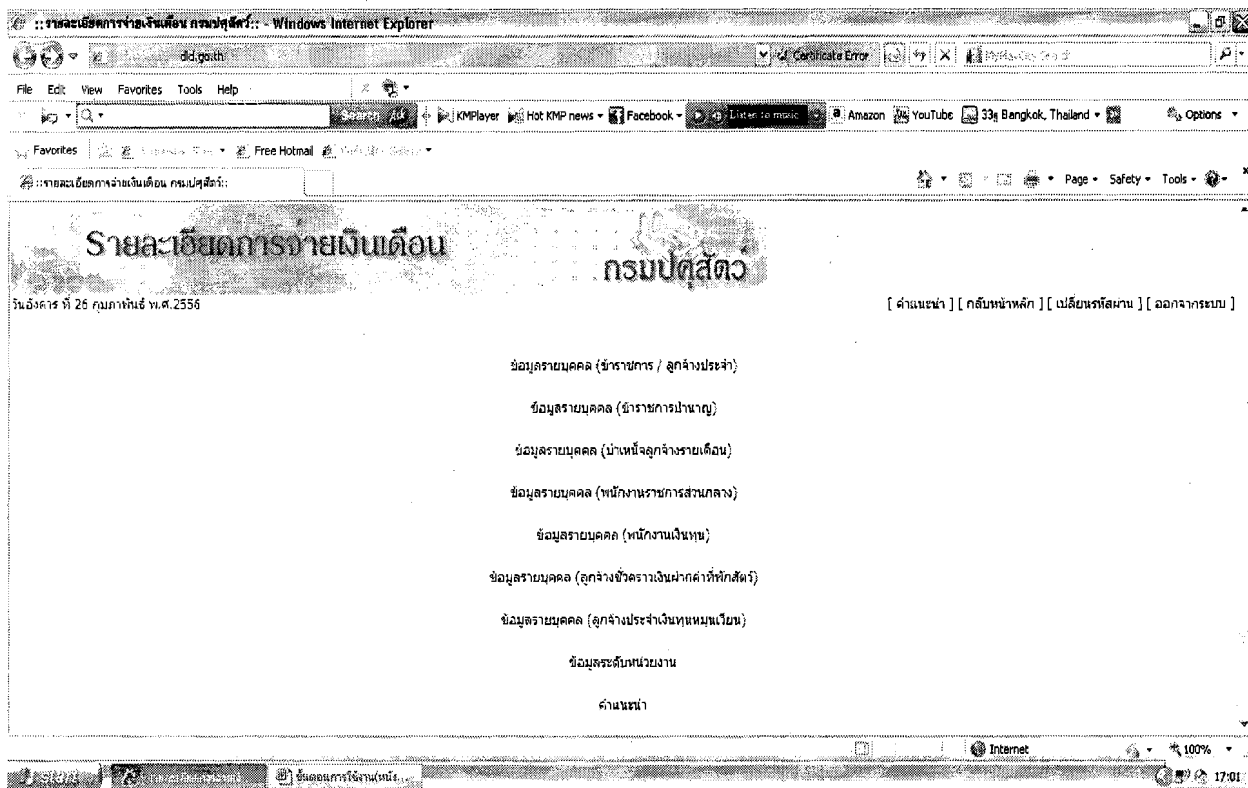 ::รายละเอียดการจ่ายเงินเดือน กรมปศุสัตว์:: - Windows Internet Explorer
dld.go.th Certificate Error
File Edit View Favorites Tools Help
Search KMPlayer Hot KMP news Facebook Listen to music Amazon YouTube 33° Bangkok, Thailand Options
Favorites Free Hotmail
::รายละเอียดการจ่ายเงินเดือน กรมปศุสัตว์:: Page Safety Tools
รายละเอียดการจ่ายเงินเดือน
กรมปศุสัตว์
วันอังคาร ที่ 26 กุมภาพันธ์ พ.ศ.2556 [ คำแนะนำ ] [ กลับหน้าหลัก ] [ เปลี่ยนรหัสผ่าน ] [ ออกจากระบบ ]
ข้อมูลรายบุคคล (ข้าราชการ / ลูกจ้างประจำ)
ข้อมูลรายบุคคล (ข้าราชการบำนาญ)
ข้อมูลรายบุคคล (บำเหน็จลูกจ้างรายเดือน)
ข้อมูลรายบุคคล (พนักงานราชการส่วนกลาง)
ข้อมูลรายบุคคล (พนักงานเงินทุน)
ข้อมูลรายบุคคล (ลูกจ้างชั่วคราวเงินฝากค่าที่พักสัตว์)
ข้อมูลรายบุคคล (ลูกจ้างประจำเงินทุนหมุนเวียน)
ข้อมูลระดับหน่วยงาน
คำแนะนำ
Internet 100%
start ขั้นตอนการใช้งาน(หนัง... 17:01